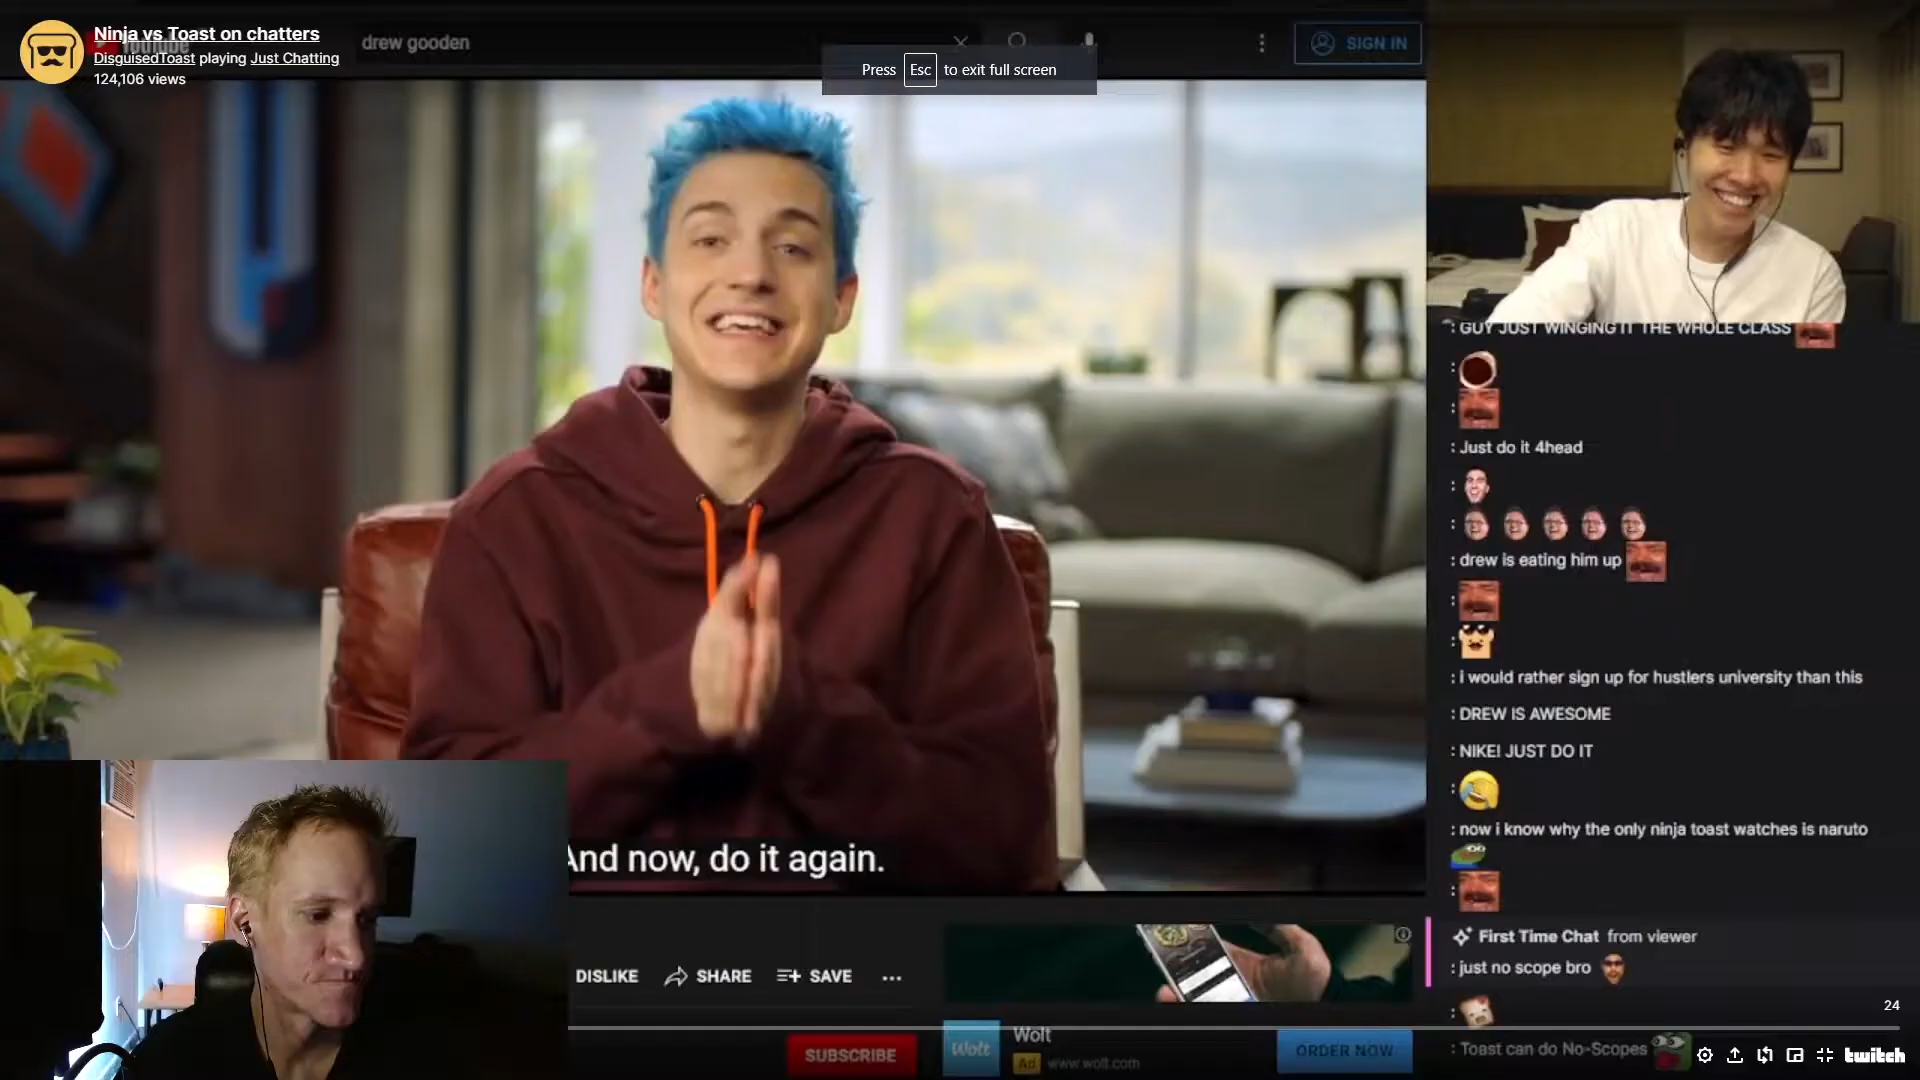 Ninja vs Toast on chatters
DisguisedToast playing Just Chatting
124,106 views
YouTube
drew gooden
SIGN IN
Press Esc to exit full screen
: GUY JUST WINGING IT THE WHOLE CLASS
: Just do it 4head
: drew is eating him up
: i would rather sign up for hustlers university than this
: DREW IS AWESOME
: NIKE! JUST DO IT
: now i know why the only ninja toast watches is naruto
First Time Chat from viewer
: just no scope bro
: Toast can do No-Scopes
And now, do it again.
DISLIKE SHARE SAVE ...
24
SUBSCRIBE
Wolt
Wolt
Ad www.wolt.com
ORDER NOW
twitch